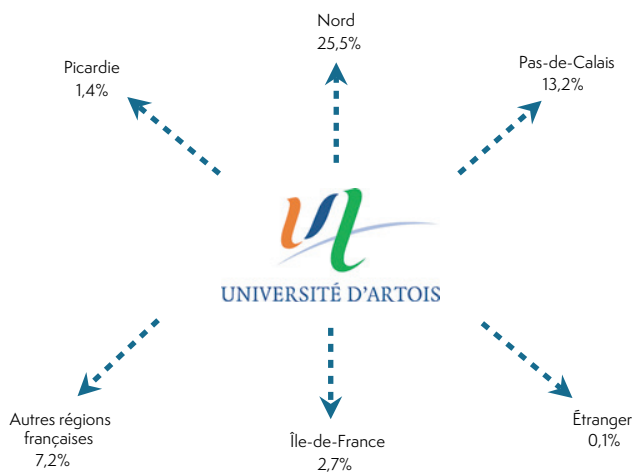 Nord
25,5%
Picardie
1,4%
Pas-de-Calais
13,2%
UNIVERSITÉ D'ARTOIS
Autres régions
françaises
7,2%
Île-de-France
2,7%
Étranger
0,1%